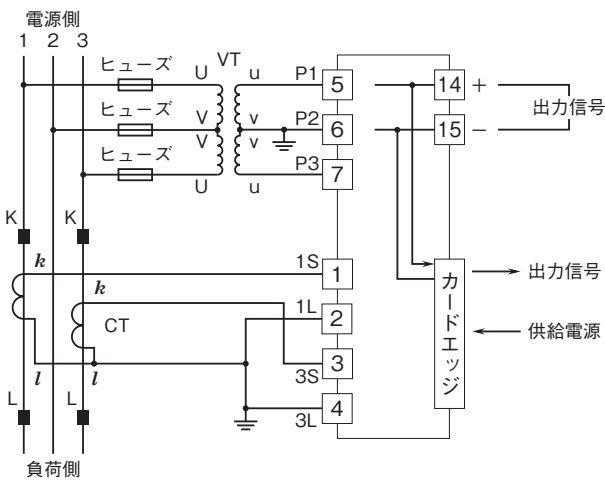 電源側
1 2 3
ヒューズ U VT u P1 5 14 +
出力信号
ヒューズ V v P2 6 15 −
V v
ヒューズ P3 7
U u
K K
k 1S 1
k
出力信号
1L 2
CT
カードエッジ
供給電源
3
l l 3S
L L
3L 4
負荷側